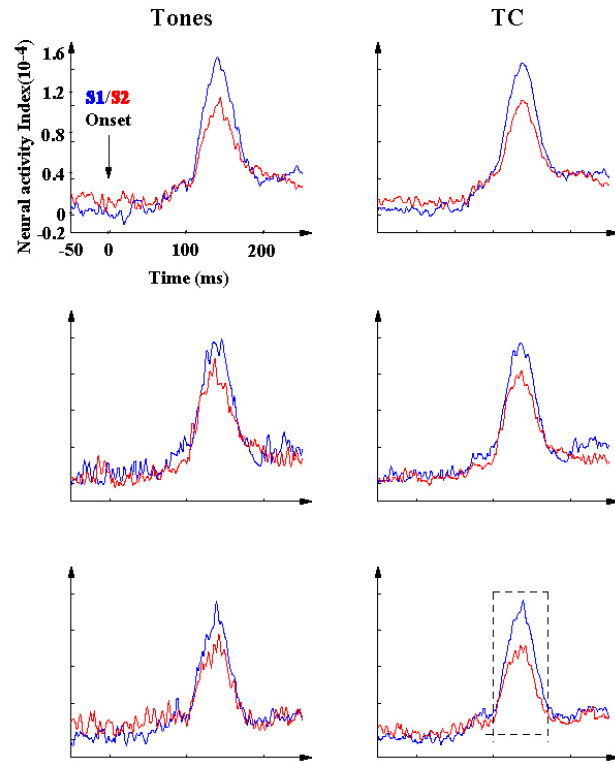 Tones
TC
Neural activity Index(10-4)
1.6
1.2
0.8
0.4
0
-0.2
S1/S2
Onset
-50
0
100
200
Time (ms)